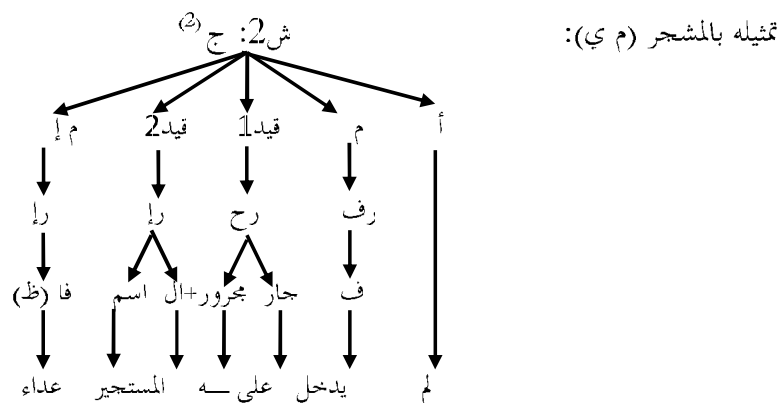 تمثيله بالمشجر (م ي):
ش2: ج (2)
أ م قيد1 قيد2 م إ
رف رح رإ رإ
ف جار مجرور+ال اسم فا (ظ)
لم يدخل على ــه المستجير عداء